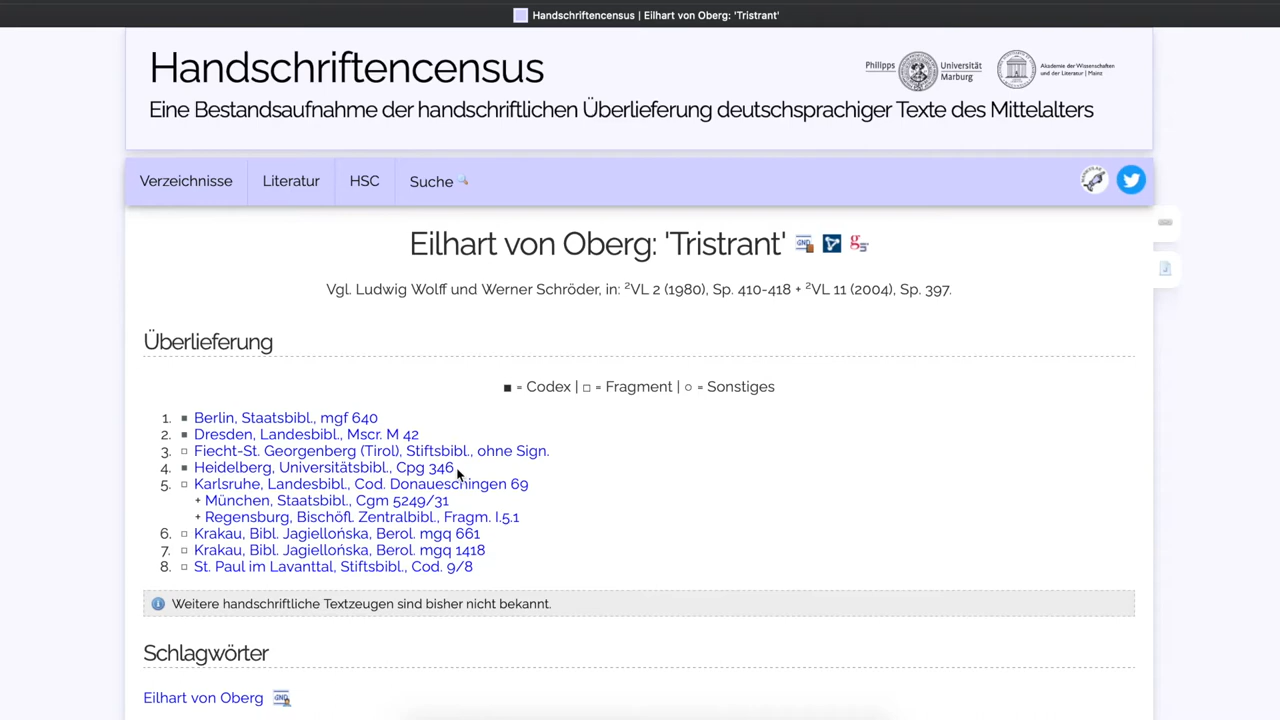 Handschriftencensus | Eilhart von Oberg: 'Tristrant'
Handschriftencensus
Philipps Universität Marburg
Akademie der Wissenschaften und der Literatur | Mainz
Eine Bestandsaufnahme der handschriftlichen Überlieferung deutschsprachiger Texte des Mittelalters
Verzeichnisse Literatur HSC Suche
Eilhart von Oberg: 'Tristrant' GND
Vgl. Ludwig Wolff und Werner Schröder, in: ²VL 2 (1980), Sp. 410-418 + ²VL 11 (2004), Sp. 397.
Überlieferung
■ = Codex | □ = Fragment | ○ = Sonstiges
1. ■ Berlin, Staatsbibl., mgf 640
2. ■ Dresden, Landesbibl., Mscr. M 42
3. □ Fiecht-St. Georgenberg (Tirol), Stiftsbibl., ohne Sign.
4. ■ Heidelberg, Universitätsbibl., Cpg 346
5. □ Karlsruhe, Landesbibl., Cod. Donaueschingen 69
+ München, Staatsbibl., Cgm 5249/31
+ Regensburg, Bischöfl. Zentralbibl., Fragm. I.5.1
6. □ Krakau, Bibl. Jagiellońska, Berol. mgq 661
7. □ Krakau, Bibl. Jagiellońska, Berol. mgq 1418
8. □ St. Paul im Lavanttal, Stiftsbibl., Cod. 9/8
Weitere handschriftliche Textzeugen sind bisher nicht bekannt.
Schlagwörter
Eilhart von Oberg GND